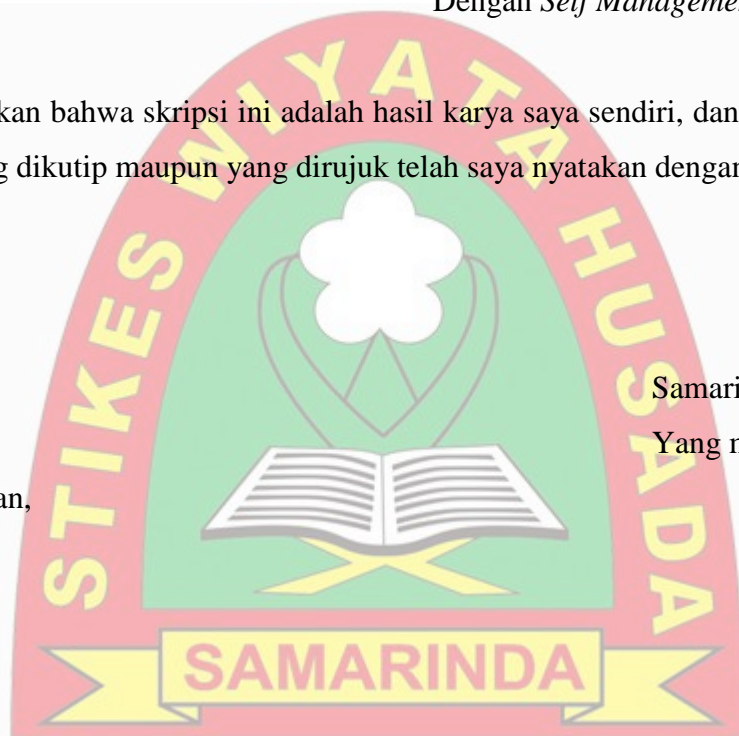 Dengan Self Manageme
kan bahwa skripsi ini adalah hasil karya saya sendiri, dan
g dikutip maupun yang dirujuk telah saya nyatakan dengan
Samari
Yang m
an,
STIKES WIYATA HUSADA
SAMARINDA